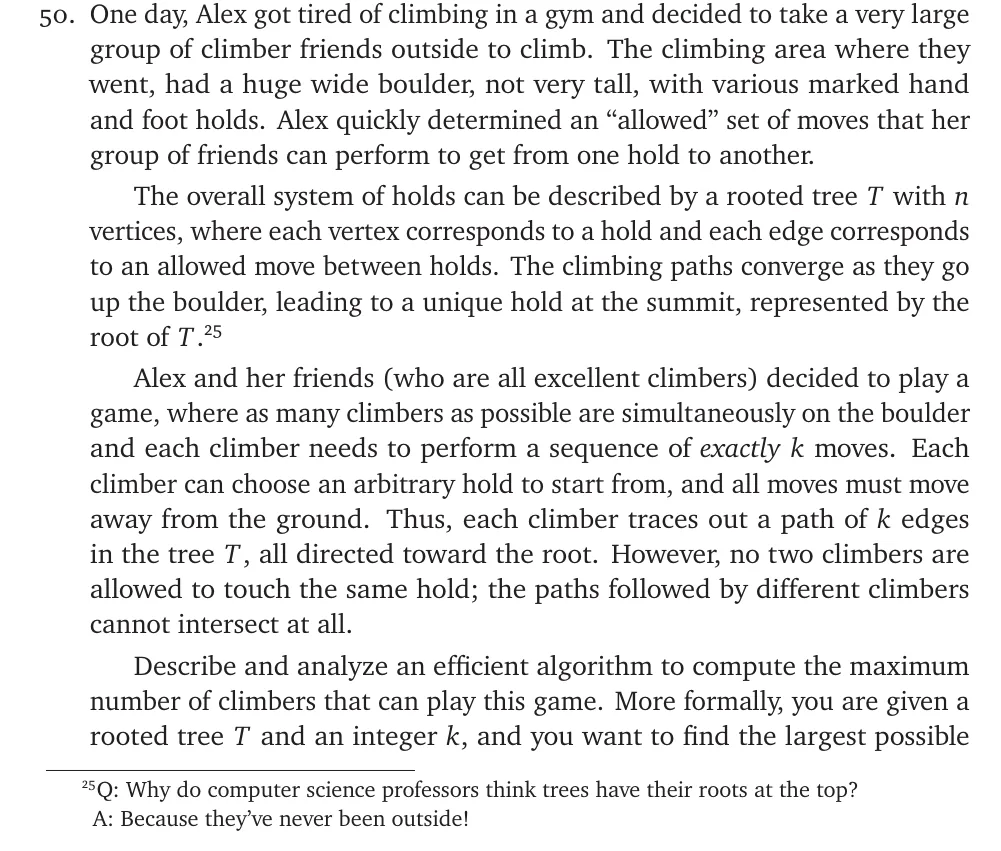 50. One day, Alex got tired of climbing in a gym and decided to take a very large
group of climber friends outside to climb. The climbing area where they
went, had a huge wide boulder, not very tall, with various marked hand
and foot holds. Alex quickly determined an “allowed” set of moves that her
group of friends can perform to get from one hold to another.
The overall system of holds can be described by a rooted tree T with n
vertices, where each vertex corresponds to a hold and each edge corresponds
to an allowed move between holds. The climbing paths converge as they go
up the boulder, leading to a unique hold at the summit, represented by the
root of T.²⁵
Alex and her friends (who are all excellent climbers) decided to play a
game, where as many climbers as possible are simultaneously on the boulder
and each climber needs to perform a sequence of exactly k moves. Each
climber can choose an arbitrary hold to start from, and all moves must move
away from the ground. Thus, each climber traces out a path of k edges
in the tree T, all directed toward the root. However, no two climbers are
allowed to touch the same hold; the paths followed by different climbers
cannot intersect at all.
Describe and analyze an efficient algorithm to compute the maximum
number of climbers that can play this game. More formally, you are given a
rooted tree T and an integer k, and you want to find the largest possible
²⁵Q: Why do computer science professors think trees have their roots at the top?
A: Because they’ve never been outside!